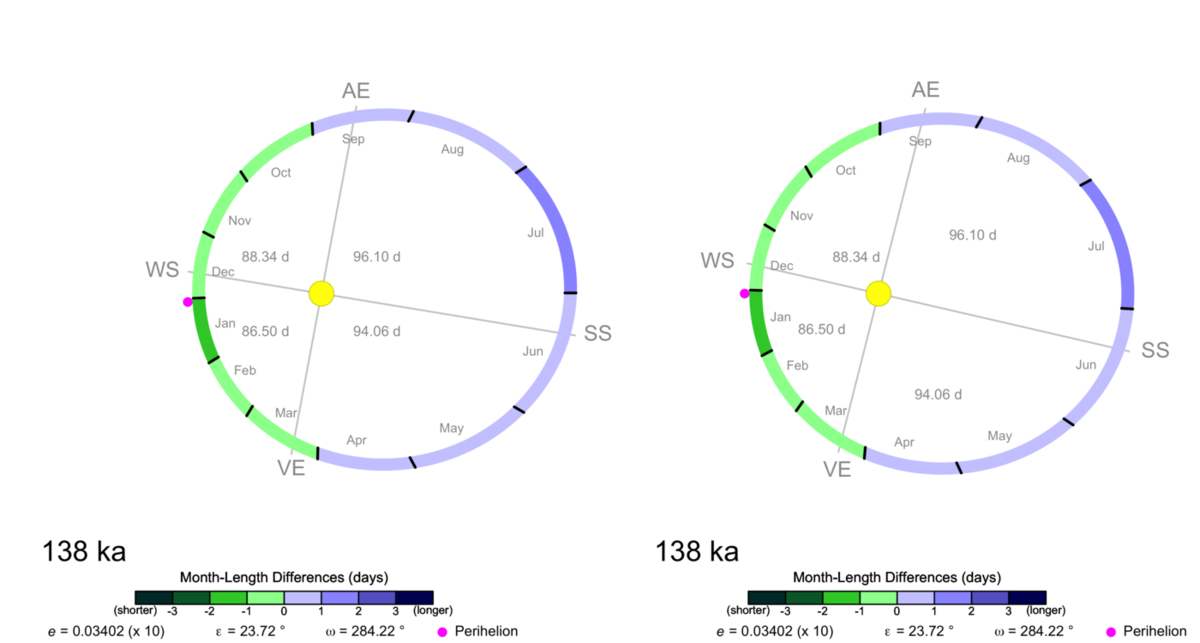 AE
Sep
Aug
Oct
Jul
Nov
88.34 d
96.10 d
WS
Dec
Jan
86.50 d
94.06 d
SS
Jun
Feb
Mar
Apr
May
VE
138 ka
Month-Length Differences (days)
(shorter) -3 -2 -1 0 1 2 3 (longer)
e = 0.03402 (x 10) ε = 23.72 ° ω = 284.22 ° Perihelion
AE
Sep
Aug
Oct
Nov
96.10 d
Jul
88.34 d
WS
Dec
Jan
86.50 d
SS
Jun
Feb
94.06 d
Mar
Apr
May
VE
138 ka
Month-Length Differences (days)
(shorter) -3 -2 -1 0 1 2 3 (longer)
e = 0.03402 (x 10) ε = 23.72 ° ω = 284.22 ° Perihelion